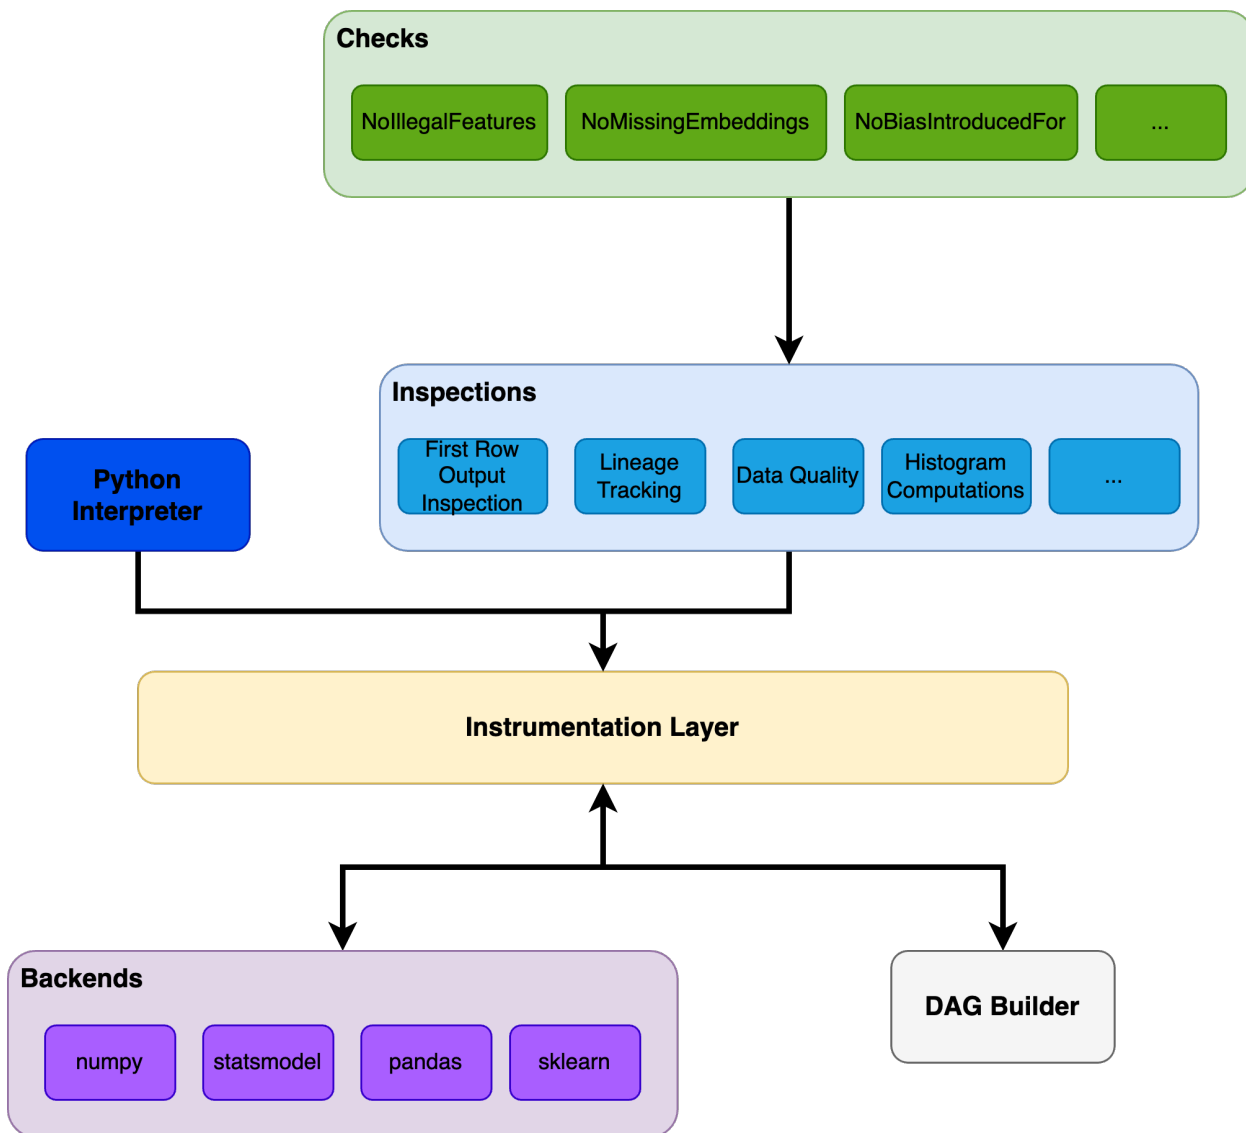 Checks
NoIllegalFeatures
NoMissingEmbeddings
NoBiasIntroducedFor
...
Inspections
First Row
Output
Inspection
Lineage
Tracking
Data Quality
Histogram
Computations
...
Python
Interpreter
Instrumentation Layer
Backends
numpy
statsmodel
pandas
sklearn
DAG Builder